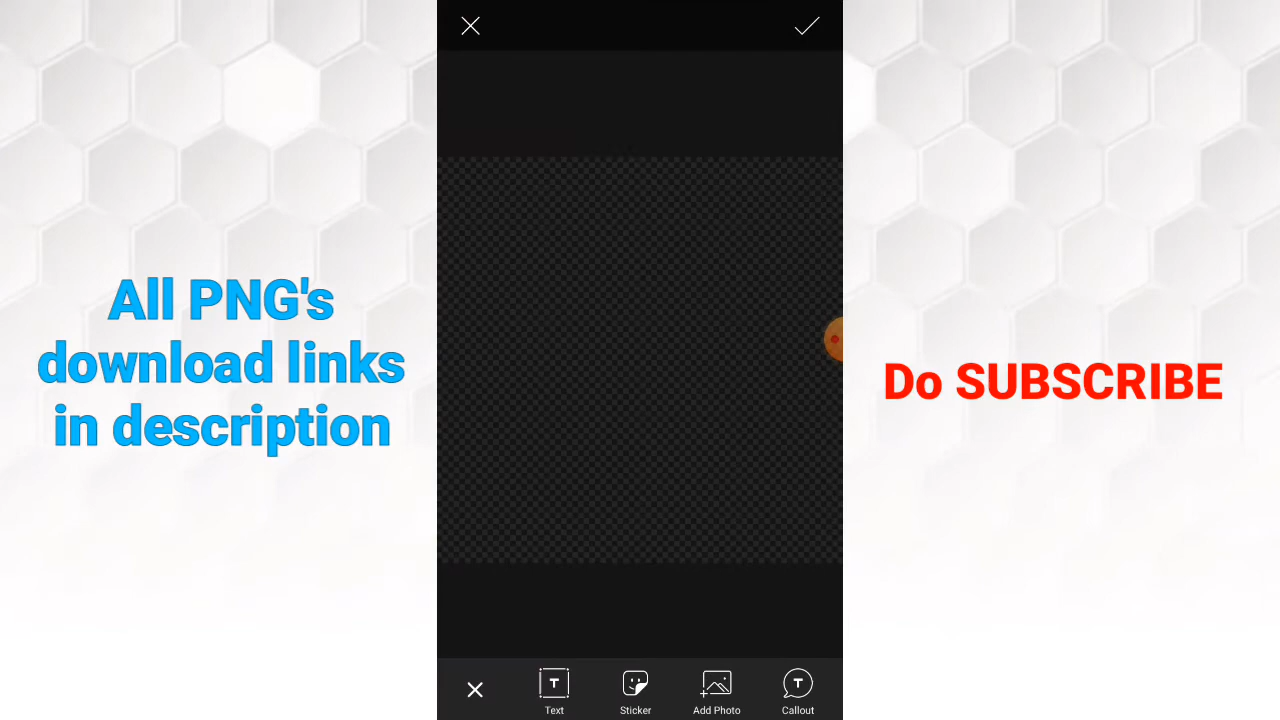 All PNG's
download links
in description
Do SUBSCRIBE
Text
Sticker
Add Photo
Callout